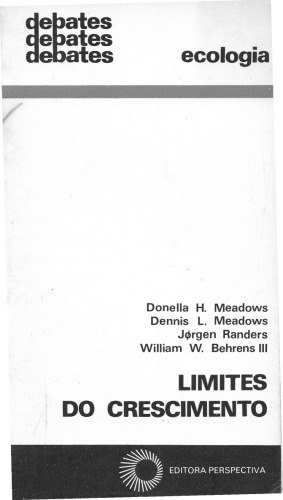 debates
debates
debates ecologia
Donella H. Meadows
Dennis L. Meadows
Jørgen Randers
William W. Behrens III
LIMITES
DO CRESCIMENTO
EDITORA PERSPECTIVA